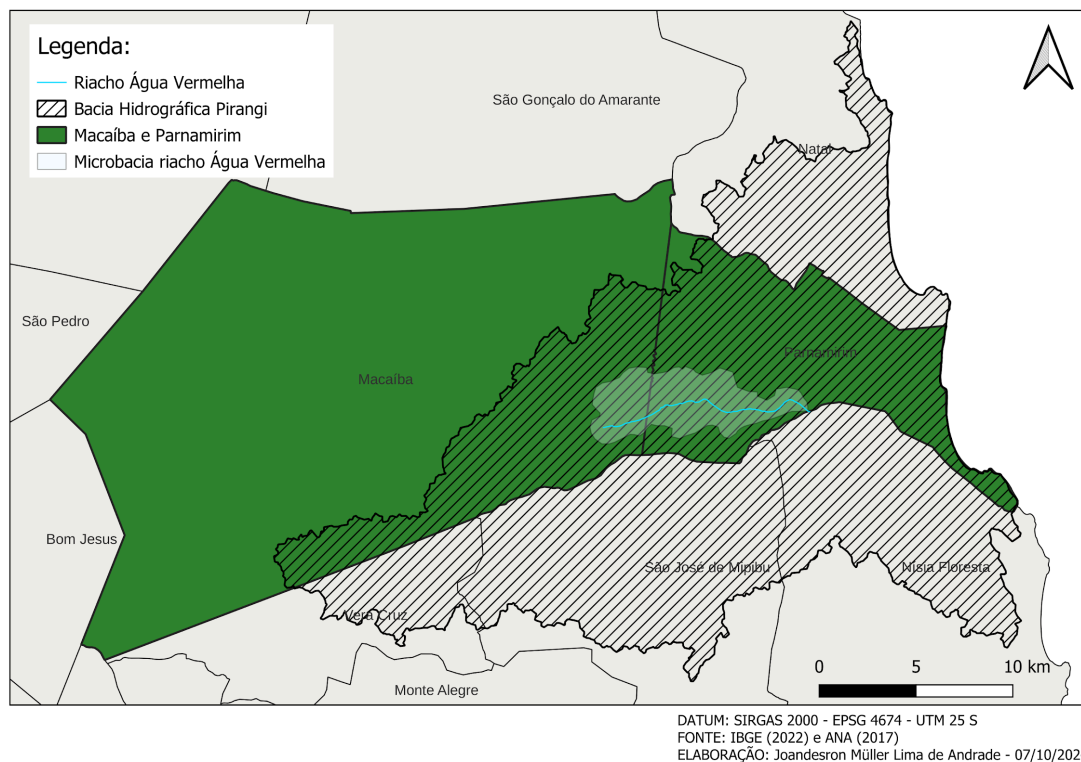 Legenda:
Riacho Água Vermelha
Bacia Hidrográfica Pirangi
Macaíba e Parnamirim
Microbacia riacho Água Vermelha
São Gonçalo do Amarante
Natal
São Pedro
Parnamirim
Macaíba
Bom Jesus
São José de Mipibu
Nísia Floresta
Vera Cruz
Monte Alegre
0 5 10 km
DATUM: SIRGAS 2000 - EPSG 4674 - UTM 25 S
FONTE: IBGE (2022) e ANA (2017)
ELABORAÇÃO: Joandesron Müller Lima de Andrade - 07/10/202